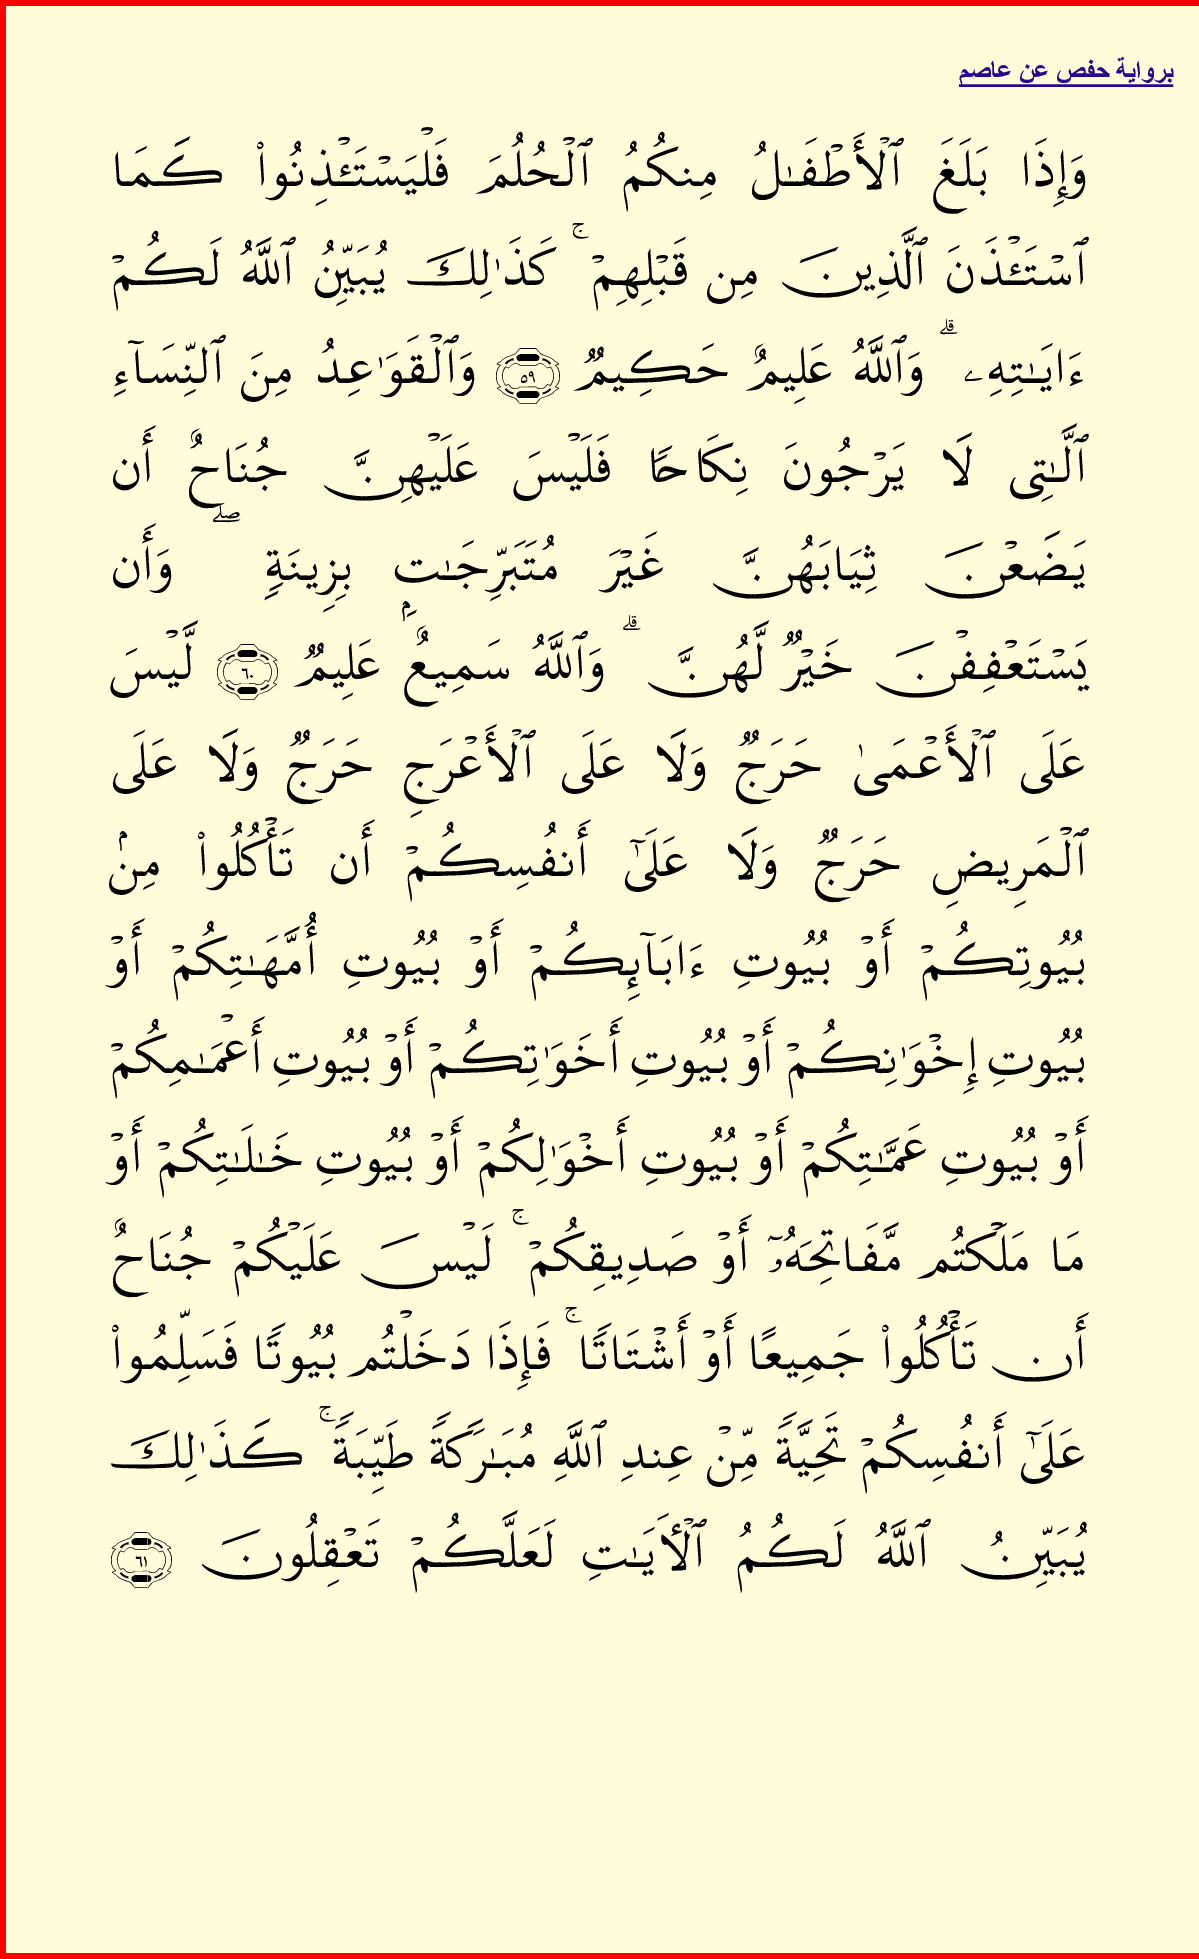 برواية حفص عن عاصم
وَإِذَا بَلَغَ ٱلْأَطْفَـٰلُ مِنكُمُ ٱلْحُلُمَ فَلْيَسْتَـْٔذِنُوا۟ كَمَا
ٱسْتَـْٔذَنَ ٱلَّذِينَ مِن قَبْلِهِمْ ۚ كَذَٰلِكَ يُبَيِّنُ ٱللَّهُ لَكُمْ
ءَايَـٰتِهِۦ ۗ وَٱللَّهُ عَلِيمٌ حَكِيمٌ ٥٩ وَٱلْقَوَٰعِدُ مِنَ ٱلنِّسَآءِ
ٱلَّـٰتِى لَا يَرْجُونَ نِكَاحًا فَلَيْسَ عَلَيْهِنَّ جُنَاحٌ أَن
يَضَعْنَ ثِيَابَهُنَّ غَيْرَ مُتَبَرِّجَـٰتٍۭ بِزِينَةٍ ۖ وَأَن
يَسْتَعْفِفْنَ خَيْرٌ لَّهُنَّ ۗ وَٱللَّهُ سَمِيعٌ عَلِيمٌ ٦٠ لَّيْسَ
عَلَى ٱلْأَعْمَىٰ حَرَجٌ وَلَا عَلَى ٱلْأَعْرَجِ حَرَجٌ وَلَا عَلَى
ٱلْمَرِيضِ حَرَجٌ وَلَا عَلَىٰٓ أَنفُسِكُمْ أَن تَأْكُلُوا۟ مِنۢ
بُيُوتِكُمْ أَوْ بُيُوتِ ءَابَآئِكُمْ أَوْ بُيُوتِ أُمَّهَـٰتِكُمْ أَوْ
بُيُوتِ إِخْوَٰنِكُمْ أَوْ بُيُوتِ أَخَوَٰتِكُمْ أَوْ بُيُوتِ أَعْمَـٰمِكُمْ
أَوْ بُيُوتِ عَمَّـٰتِكُمْ أَوْ بُيُوتِ أَخْوَٰلِكُمْ أَوْ بُيُوتِ خَـٰلَـٰتِكُمْ أَوْ
مَا مَلَكْتُم مَّفَاتِحَهُۥٓ أَوْ صَدِيقِكُمْ ۚ لَيْسَ عَلَيْكُمْ جُنَاحٌ
أَن تَأْكُلُوا۟ جَمِيعًا أَوْ أَشْتَاتًا ۚ فَإِذَا دَخَلْتُم بُيُوتًا فَسَلِّمُوا۟
عَلَىٰٓ أَنفُسِكُمْ تَحِيَّةً مِّنْ عِندِ ٱللَّهِ مُبَـٰرَكَةً طَيِّبَةً ۚ كَذَٰلِكَ
يُبَيِّنُ ٱللَّهُ لَكُمُ ٱلْـَٔايَـٰتِ لَعَلَّكُمْ تَعْقِلُونَ ٦١